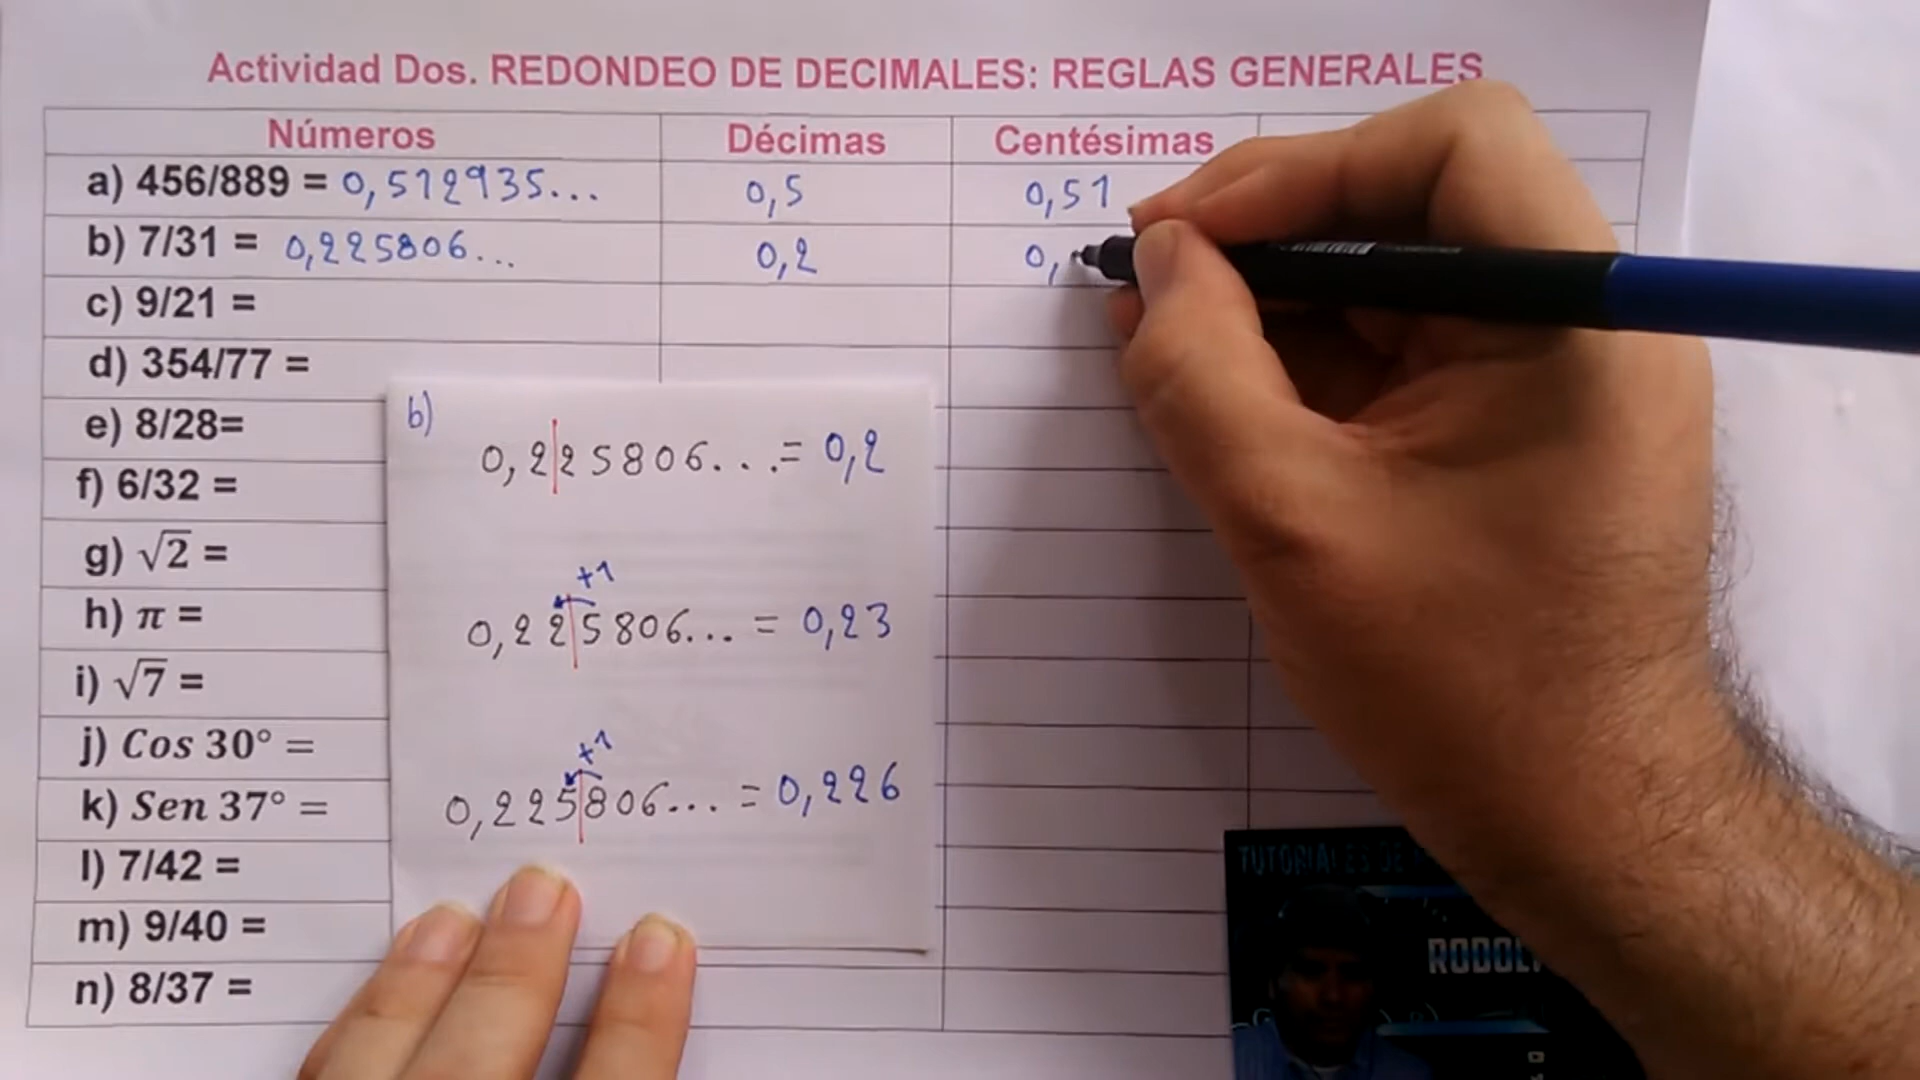 Actividad Dos. REDONDEO DE DECIMALES: REGLAS GENERALES
Números Décimas Centésimas
a) 456/889 = 0,512935... 0,5 0,51
b) 7/31 = 0,225806... 0,2 0,
c) 9/21 =
d) 354/77 =
e) 8/28=
f) 6/32 =
g) √2 =
h) π =
i) √7 =
j) Cos 30° =
k) Sen 37° =
l) 7/42 =
m) 9/40 =
n) 8/37 =
b)
0,2|25806. . .= 0,2
+1
0,22|5806... = 0,23
+1
0,225|806... = 0,226
TUTORIALES DE